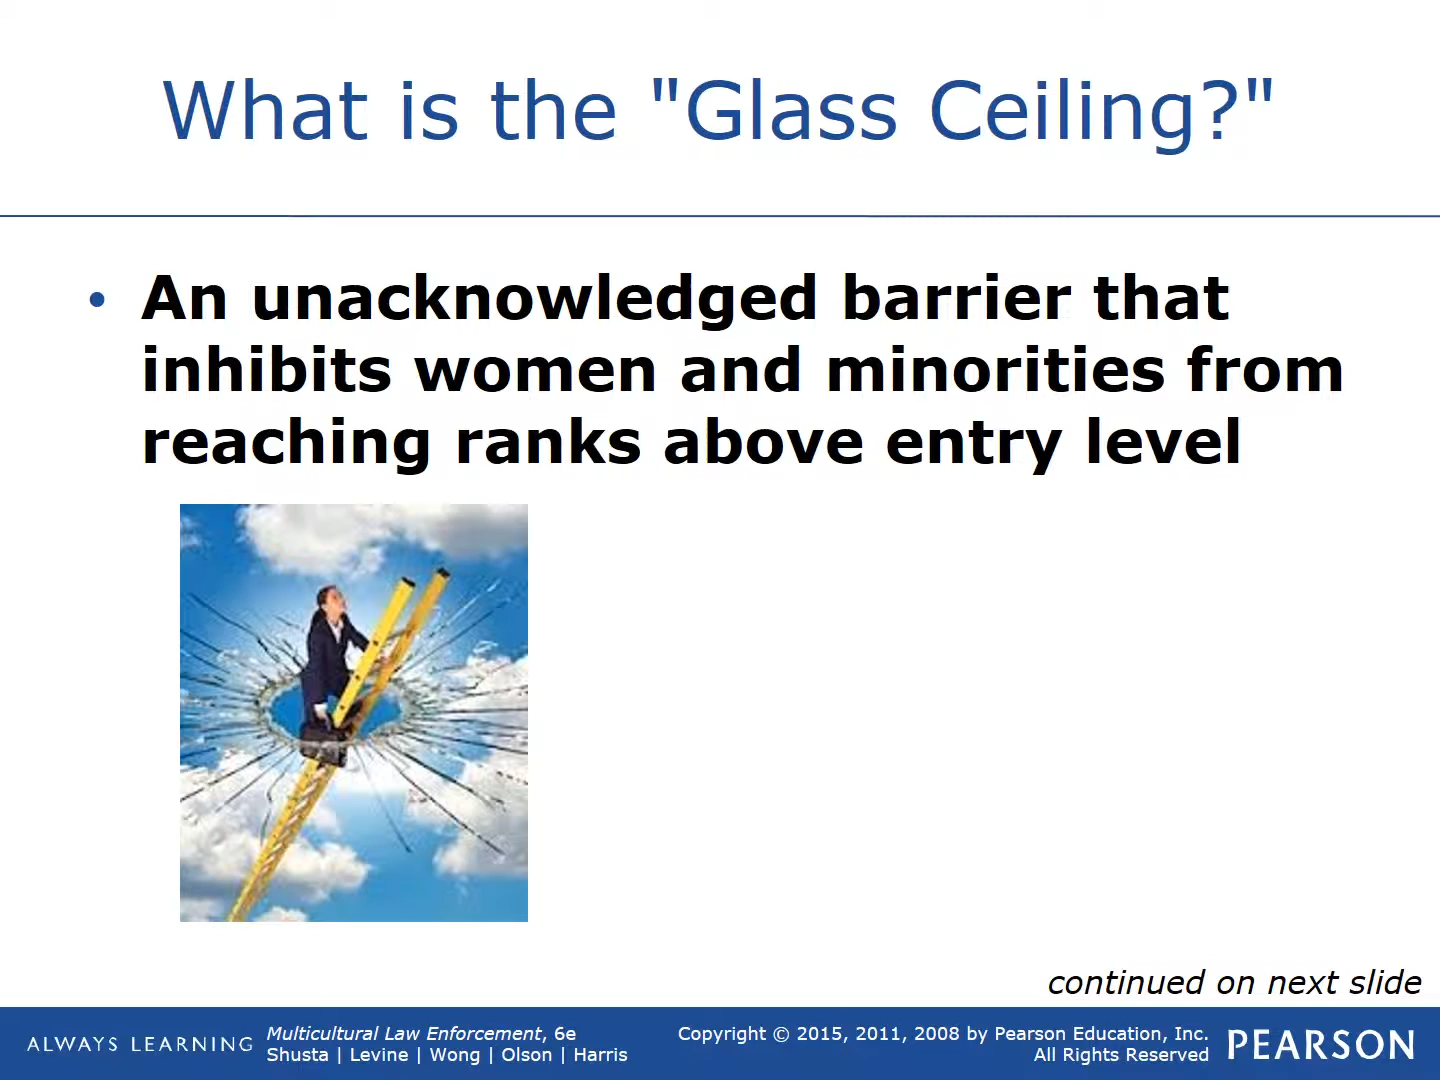 What is the "Glass Ceiling?"
• An unacknowledged barrier that
inhibits women and minorities from
reaching ranks above entry level
continued on next slide
ALWAYS LEARNING
Multicultural Law Enforcement, 6e
Shusta | Levine | Wong | Olson | Harris
Copyright © 2015, 2011, 2008 by Pearson Education, Inc.
All Rights Reserved
PEARSON